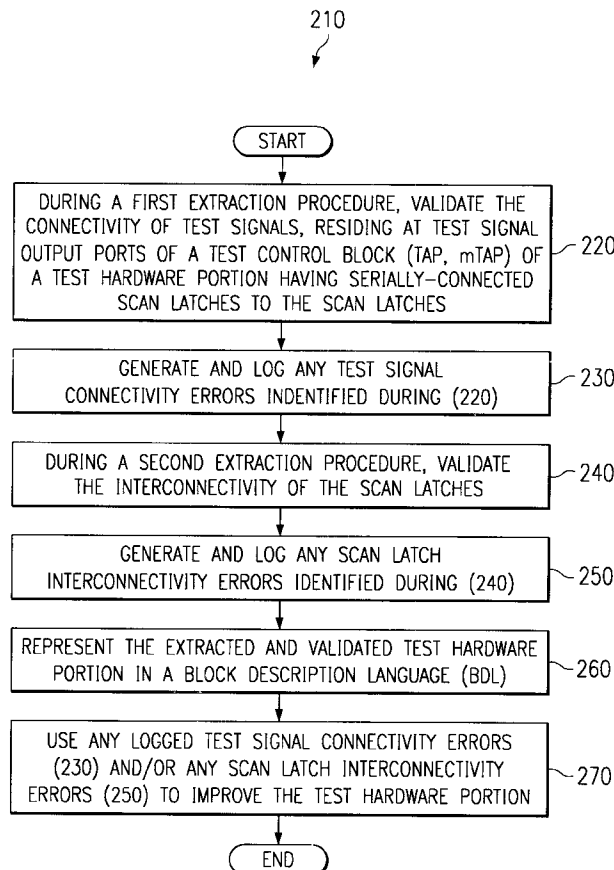 210
START
DURING A FIRST EXTRACTION PROCEDURE, VALIDATE THE
CONNECTIVITY OF TEST SIGNALS, RESIDING AT TEST SIGNAL
OUTPUT PORTS OF A TEST CONTROL BLOCK (TAP, mTAP) OF
A TEST HARDWARE PORTION HAVING SERIALLY-CONNECTED
SCAN LATCHES TO THE SCAN LATCHES
220
GENERATE AND LOG ANY TEST SIGNAL
CONNECTIVITY ERRORS INDENTIFIED DURING (220)
230
DURING A SECOND EXTRACTION PROCEDURE, VALIDATE
THE INTERCONNECTIVITY OF THE SCAN LATCHES
240
GENERATE AND LOG ANY SCAN LATCH
INTERCONNECTIVITY ERRORS IDENTIFIED DURING (240)
250
REPRESENT THE EXTRACTED AND VALIDATED TEST HARDWARE
PORTION IN A BLOCK DESCRIPTION LANGUAGE (BDL)
260
USE ANY LOGGED TEST SIGNAL CONNECTIVITY ERRORS
(230) AND/OR ANY SCAN LATCH INTERCONNECTIVITY
ERRORS (250) TO IMPROVE THE TEST HARDWARE PORTION
270
END